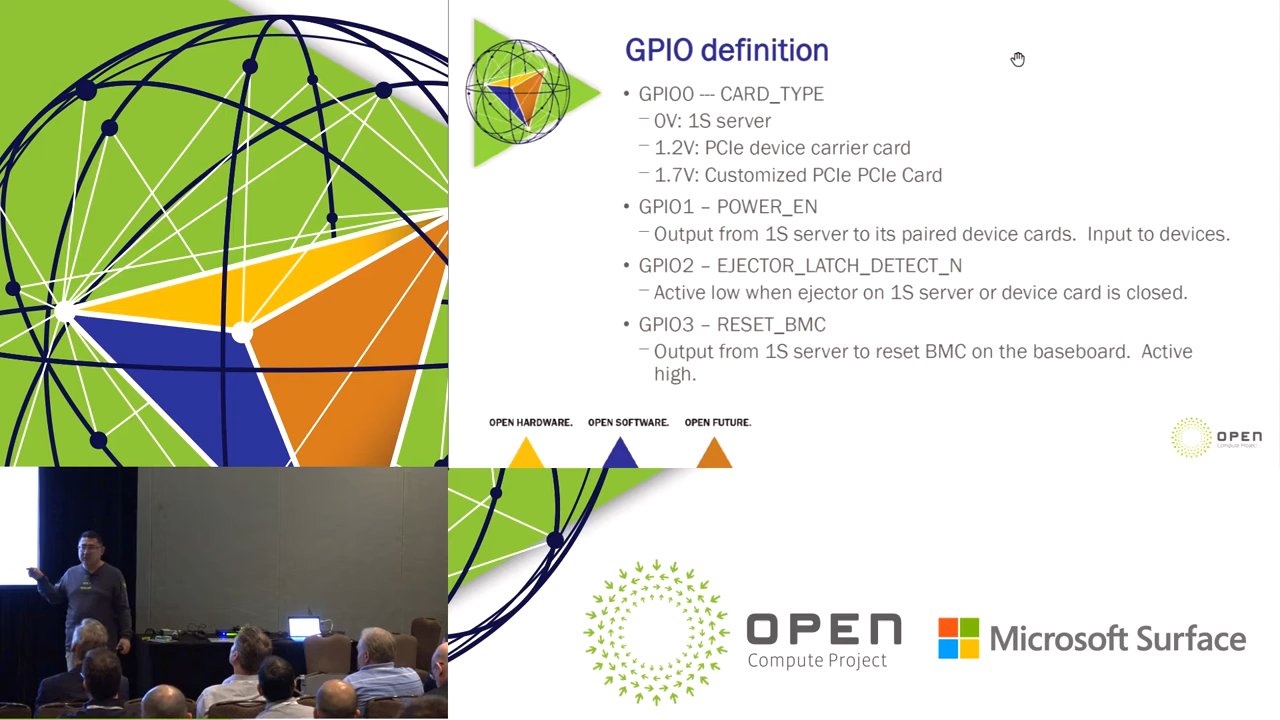 GPIO definition
• GPIO0 --- CARD_TYPE
– 0V: 1S server
– 1.2V: PCIe device carrier card
– 1.7V: Customized PCIe PCIe Card
• GPIO1 – POWER_EN
– Output from 1S server to its paired device cards.  Input to devices.
• GPIO2 – EJECTOR_LATCH_DETECT_N
– Active low when ejector on 1S server or device card is closed.
• GPIO3 – RESET_BMC
– Output from 1S server to reset BMC on the baseboard.  Active
high.
OPEN HARDWARE. OPEN SOFTWARE. OPEN FUTURE.
OPEN
Compute Project
OPEN
Compute Project
Microsoft Surface